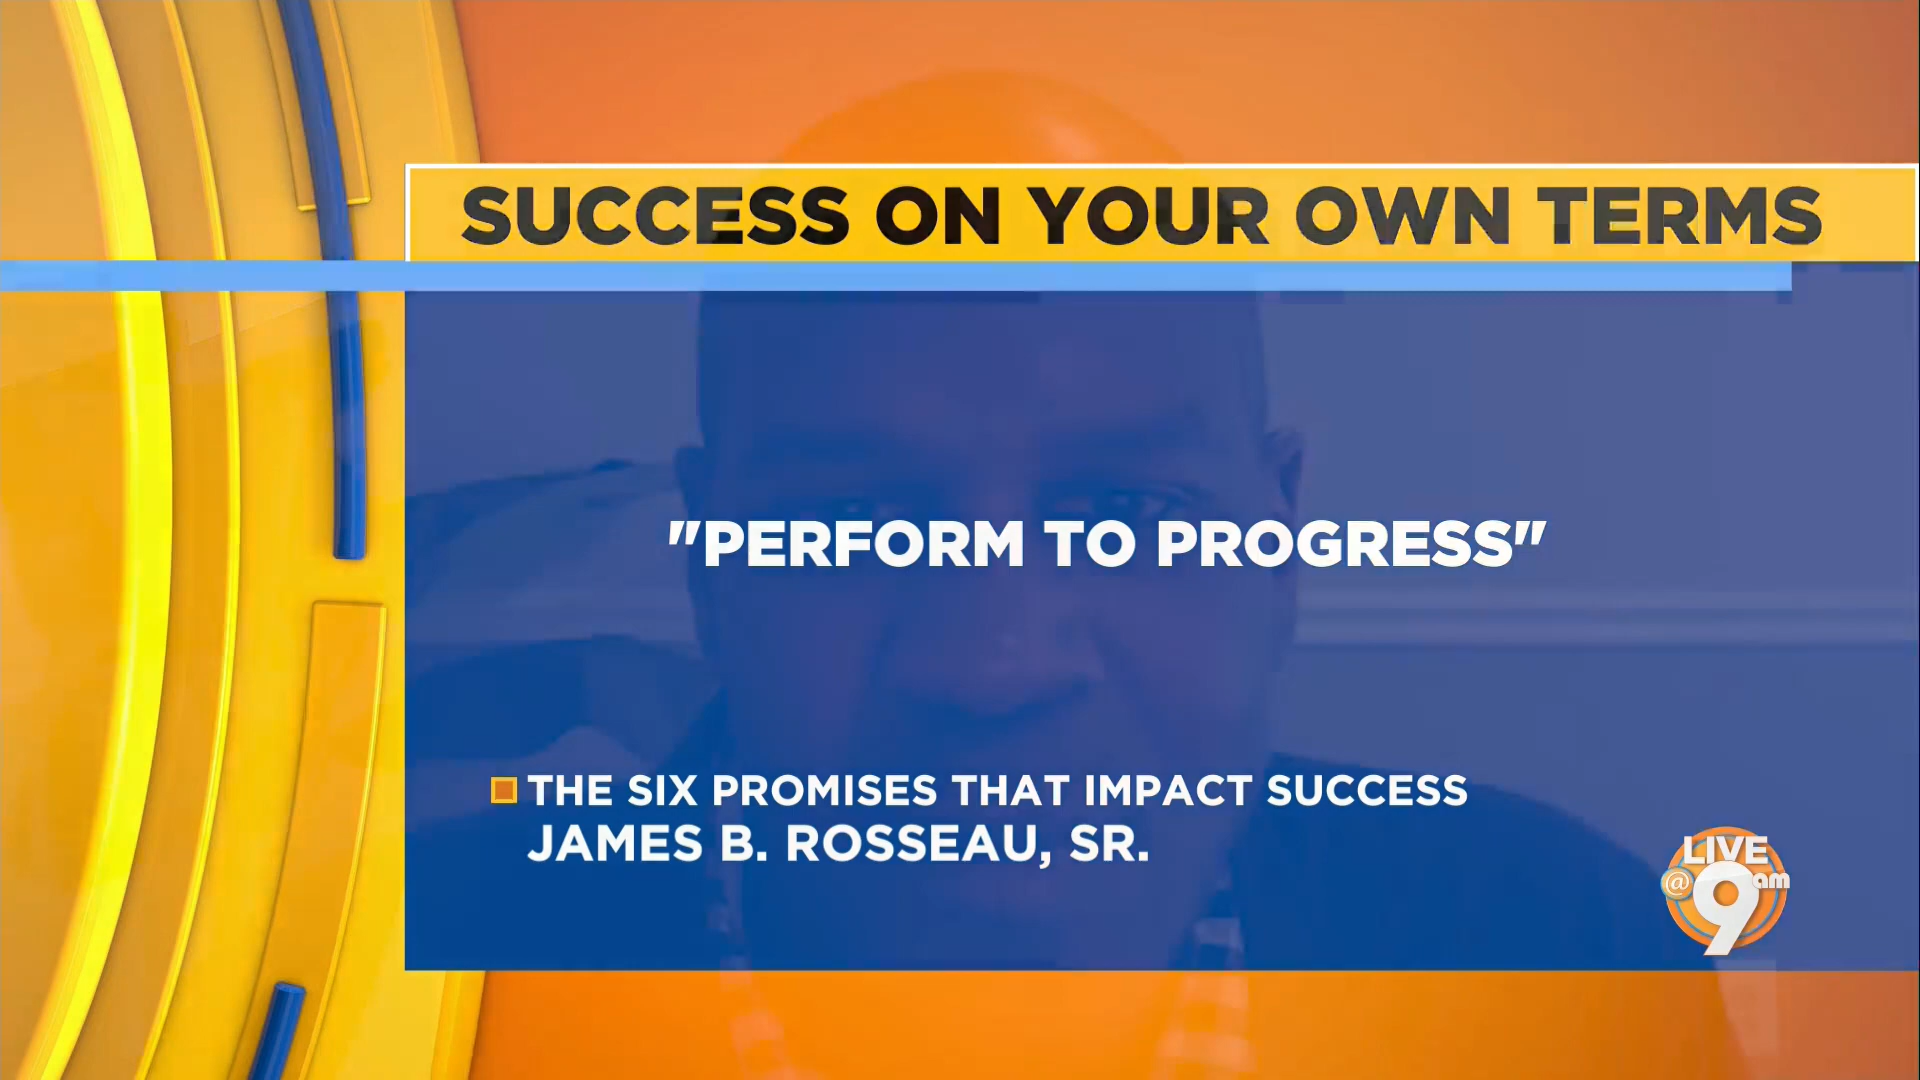 SUCCESS ON YOUR OWN TERMS
"PERFORM TO PROGRESS"
THE SIX PROMISES THAT IMPACT SUCCESS
JAMES B. ROSSEAU, SR.
LIVE
@9am